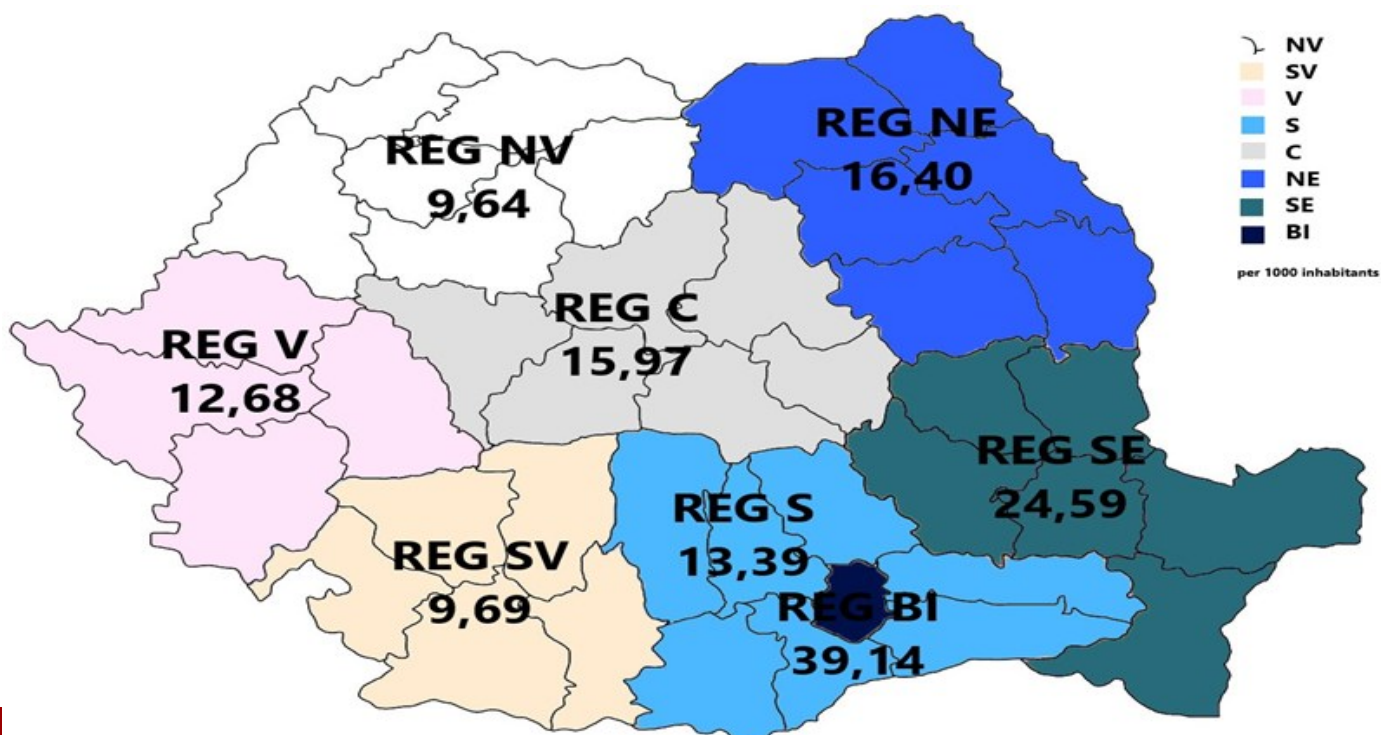 REG NV
9,64
REG NE
16,40
REG C
15,97
REG V
12,68
REG SE
24,59
REG S
13,39
REG SV
9,69
REG BI
39,14
NV
SV
V
S
C
NE
SE
BI
per 1000 inhabitants